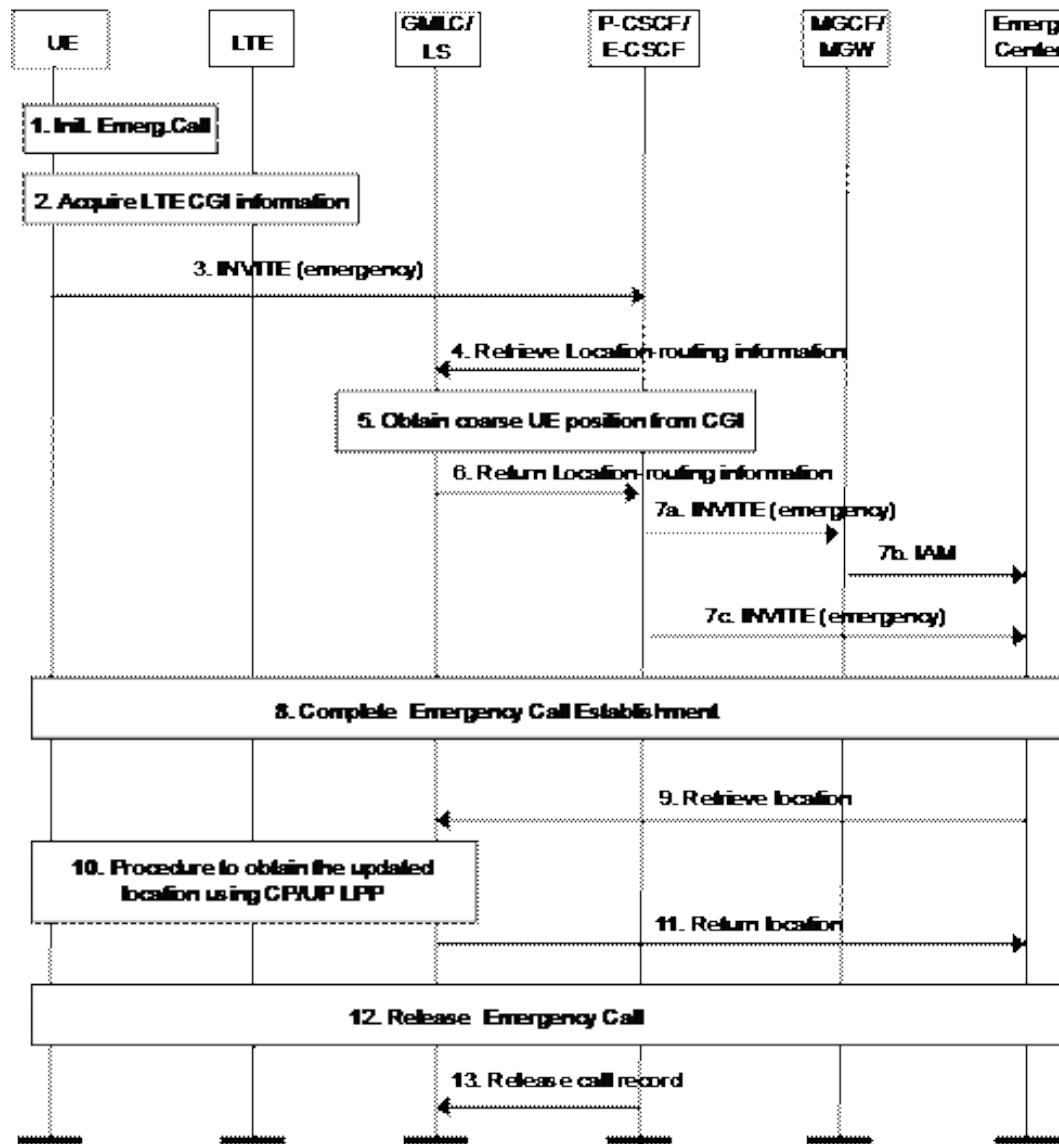 UE
LTE
GMLC/
LS
P-CSCF/
E-CSCF
MGCF/
MGW
Emerg
Center
1. Init. Emerg.Call
2. Acquire LTE CGI information
3. INVITE (emergency)
4. Retrieve Location-routing information
5. Obtain coarse UE position from CGI
6. Return Location-routing information
7a. INVITE (emergency)
7b. IAM
7c. INVITE (emergency)
8. Complete Emergency Call Establishment
9. Retrieve location
10. Procedure to obtain the updated
location using CP/UP LPP
11. Return location
12. Release Emergency Call
13. Release call record